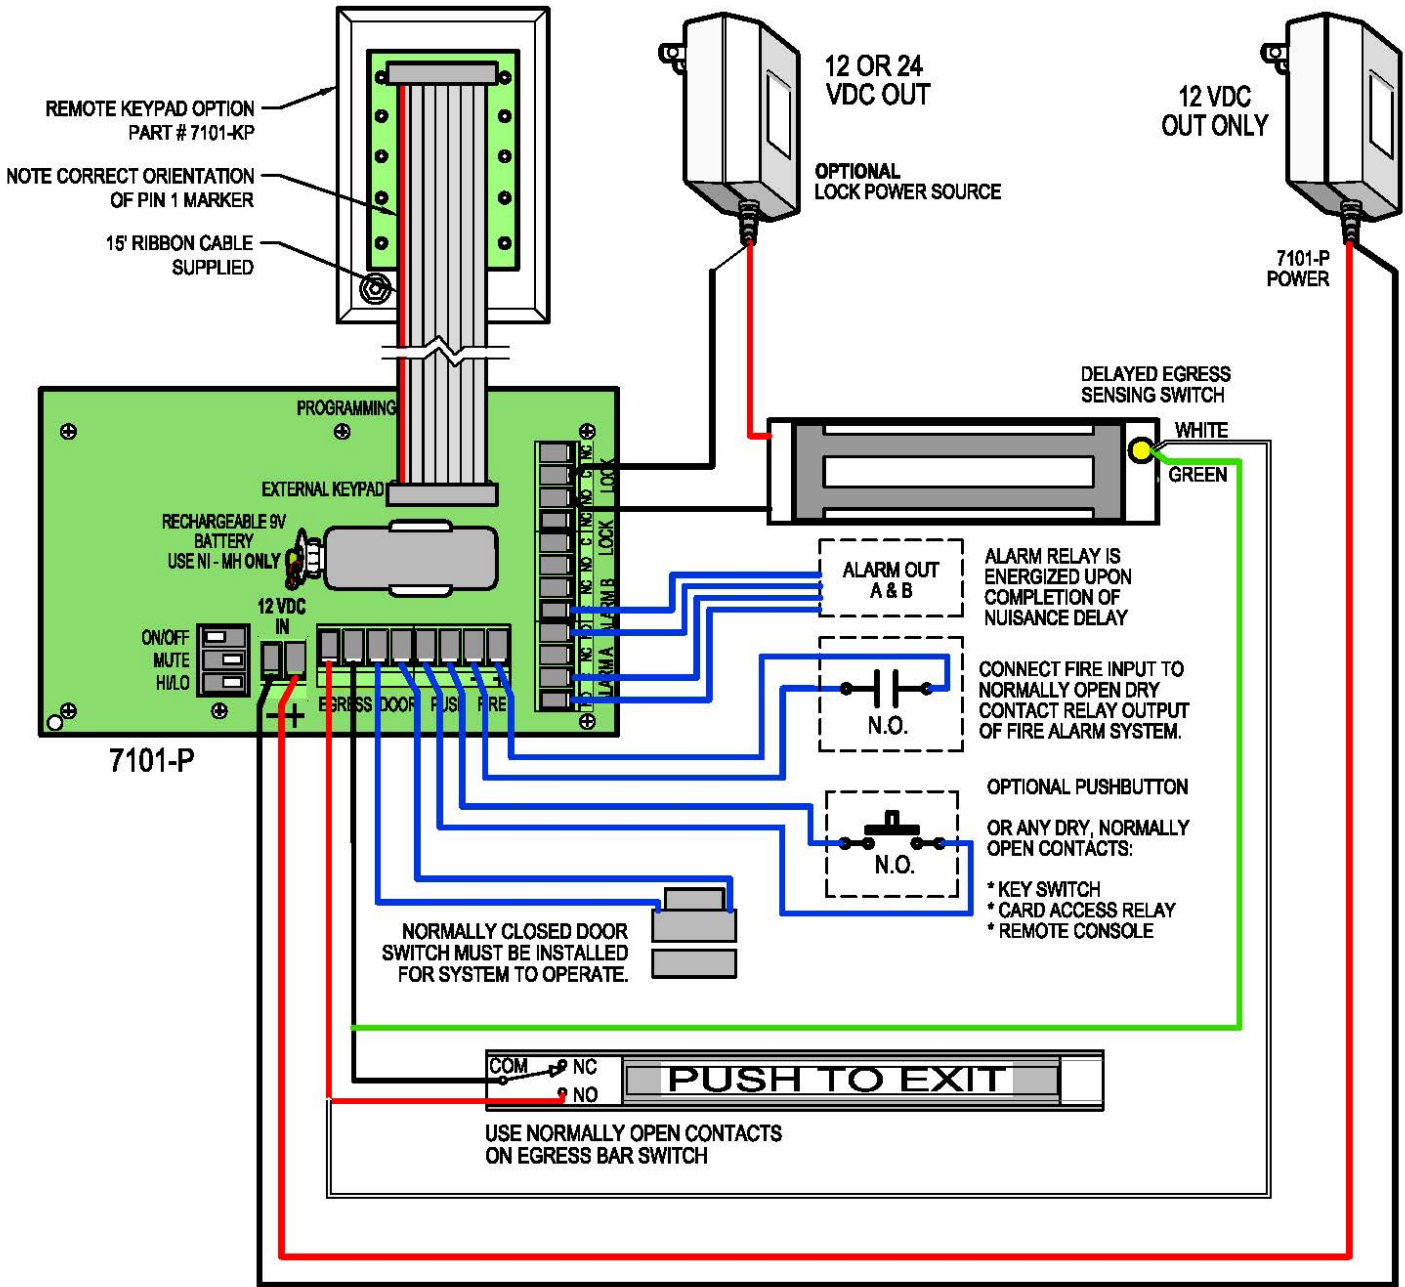 REMOTE KEYPAD OPTION
PART # 7101-KP
NOTE CORRECT ORIENTATION
OF PIN 1 MARKER
15' RIBBON CABLE
SUPPLIED
12 OR 24
VDC OUT
OPTIONAL
LOCK POWER SOURCE
12 VDC
OUT ONLY
7101-P
POWER
PROGRAMMING
EXTERNAL KEYPAD
RECHARGEABLE 9V
BATTERY
USE NI - MH ONLY
12 VDC
IN
ON/OFF
MUTE
HI/LO
- +
EGRESS DOOR PUSH FIRE
- +
NC
C
NO
LOCK
NC
C
NO
LOCK
NC
ALARM B
NC
ALARM A
7101-P
DELAYED EGRESS
SENSING SWITCH
WHITE
GREEN
ALARM OUT
A & B
ALARM RELAY IS
ENERGIZED UPON
COMPLETION OF
NUISANCE DELAY
N.O.
CONNECT FIRE INPUT TO
NORMALLY OPEN DRY
CONTACT RELAY OUTPUT
OF FIRE ALARM SYSTEM.
N.O.
OPTIONAL PUSHBUTTON
OR ANY DRY, NORMALLY
OPEN CONTACTS:
* KEY SWITCH
* CARD ACCESS RELAY
* REMOTE CONSOLE
NORMALLY CLOSED DOOR
SWITCH MUST BE INSTALLED
FOR SYSTEM TO OPERATE.
COM
NC
NO
PUSH TO EXIT
USE NORMALLY OPEN CONTACTS
ON EGRESS BAR SWITCH